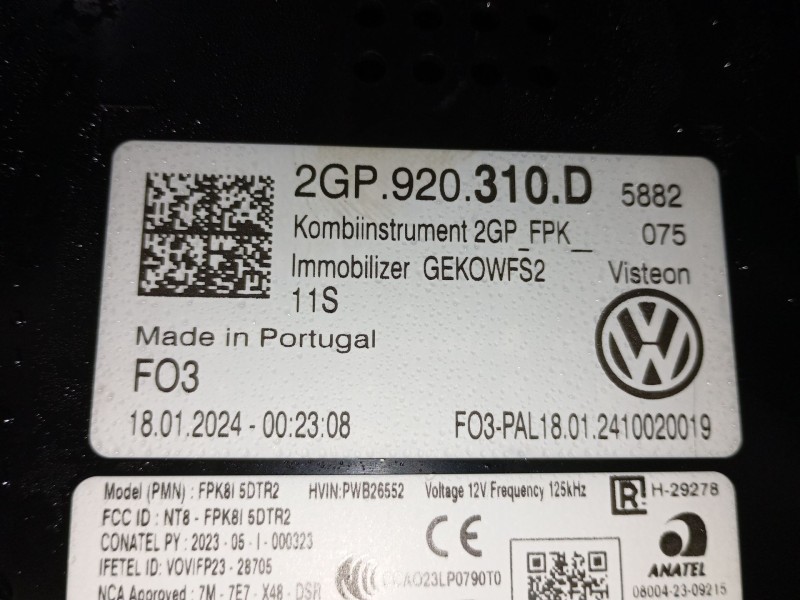 2GP.920.310.D 5882
Kombiinstrument 2GP_FPK__ 075
Immobilizer GEKOWFS2 Visteon
11S
Made in Portugal
FO3
18.01.2024 - 00:23:08 FO3-PAL18.01.2410020019
Model (PMN) : FPK8I 5DTR2 HVIN:PWB26552 Voltage 12V Frequency 125kHz R H-29278
FCC ID : NT8 - FPK8I 5DTR2
CONATEL PY : 2023 - 05 - I - 000323
IFETEL ID: VOVIFP23 - 28705 ANATEL
NCA Approved : 7M - 7E7 - X48 - DSR AO23LP0790T0 08004-23-09215